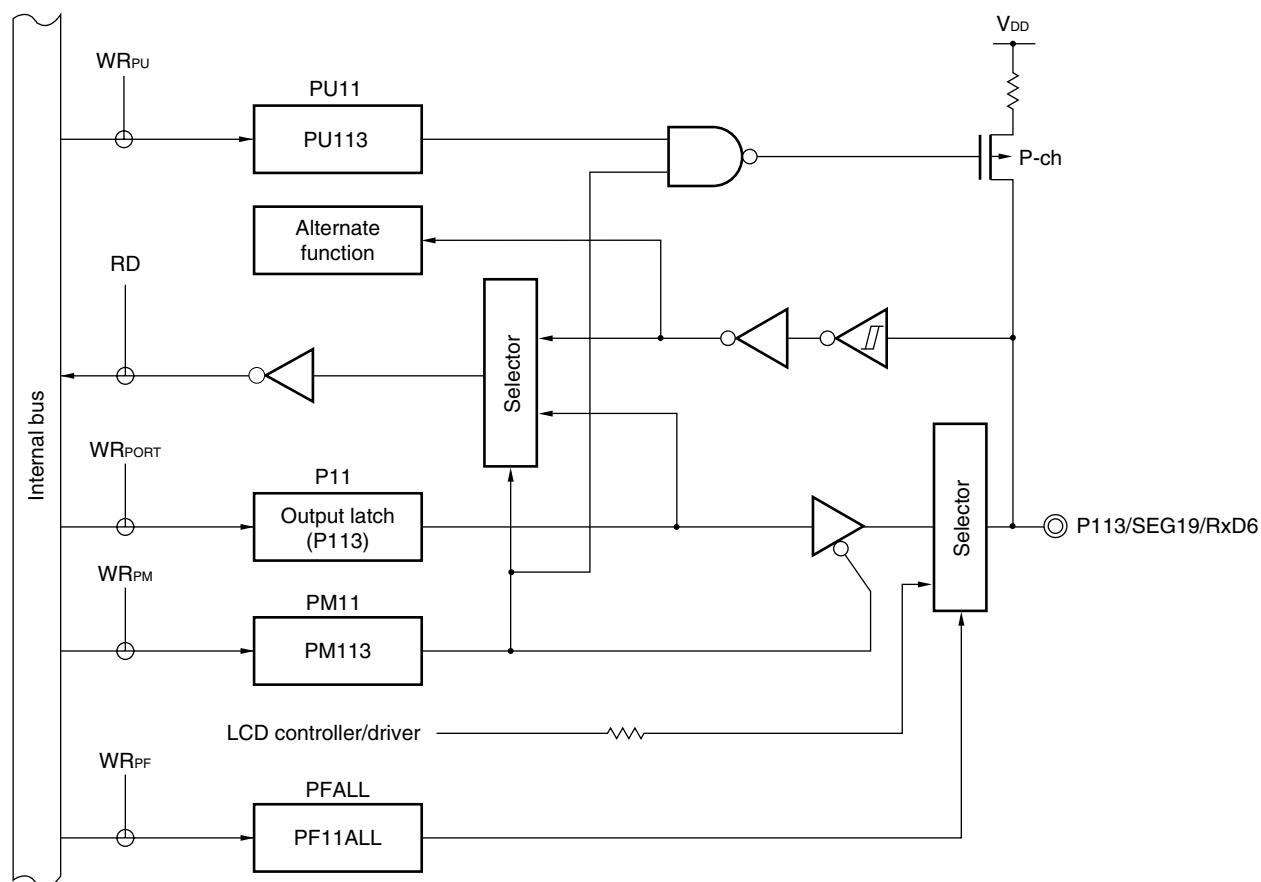 VDD
WRPU
PU11
PU113
P-ch
Alternate
function
RD
Selector
Internal bus
WRPORT
P11
Output latch
(P113)
Selector
P113/SEG19/RxD6
WRPM
PM11
PM113
LCD controller/driver
WRPF
PFALL
PF11ALL